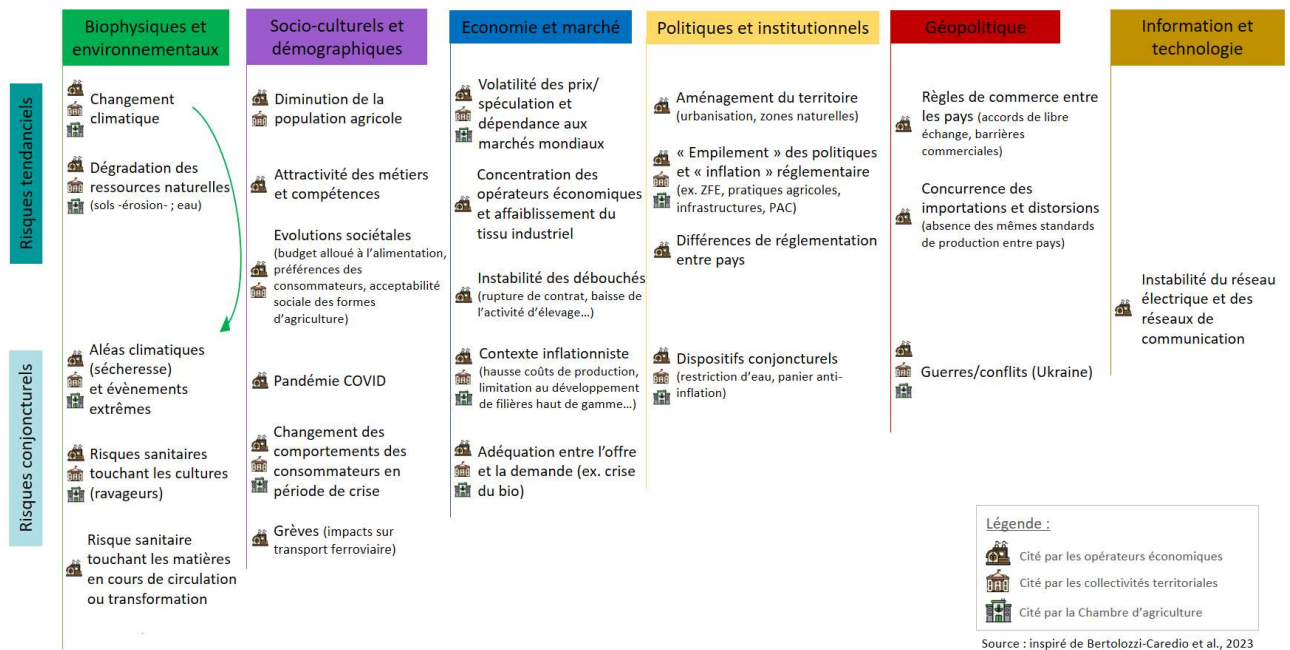 Biophysiques et
environnementaux
Socio-culturels et
démographiques
Economie et marché
Politiques et institutionnels
Géopolitique
Information et
technologie
Risques tendanciels
Changement
climatique
Dégradation des
ressources naturelles
(sols -érosion- ; eau)
Diminution de la
population agricole
Attractivité des métiers
et compétences
Evolutions sociétales
(budget alloué à l'alimentation,
préférences des
consommateurs, acceptabilité
sociale des formes
d'agriculture)
Volatilité des prix/
spéculation et
dépendance aux
marchés mondiaux
Concentration des
opérateurs économiques
et affaiblissement du
tissu industriel
Instabilité des débouchés
(rupture de contrat, baisse de
l'activité d'élevage...)
Aménagement du territoire
(urbanisation, zones naturelles)
« Empilement » des politiques
et « inflation » réglementaire
(ex. ZFE, pratiques agricoles,
infrastructures, PAC)
Différences de réglementation
entre pays
Règles de commerce entre
les pays (accords de libre
échange, barrières
commerciales)
Concurrence des
importations et distorsions
(absence des mêmes standards
de production entre pays)
Instabilité du réseau
électrique et des
réseaux de
communication
Risques conjoncturels
Aléas climatiques
(sécheresse)
et évènements
extrêmes
Risques sanitaires
touchant les cultures
(ravageurs)
Risque sanitaire
touchant les matières
en cours de circulation
ou transformation
Pandémie COVID
Changement des
comportements des
consommateurs en
période de crise
Grèves (impacts sur
transport ferroviaire)
Contexte inflationniste
(hausse coûts de production,
limitation au développement
de filières haut de gamme...)
Adéquation entre l'offre
et la demande (ex. crise
du bio)
Dispositifs conjoncturels
(restriction d'eau, panier anti-
inflation)
Guerres/conflits (Ukraine)
Légende :
Cité par les opérateurs économiques
Cité par les collectivités territoriales
Cité par la Chambre d'agriculture
Source : inspiré de Bertolozzi-Caredio et al., 2023